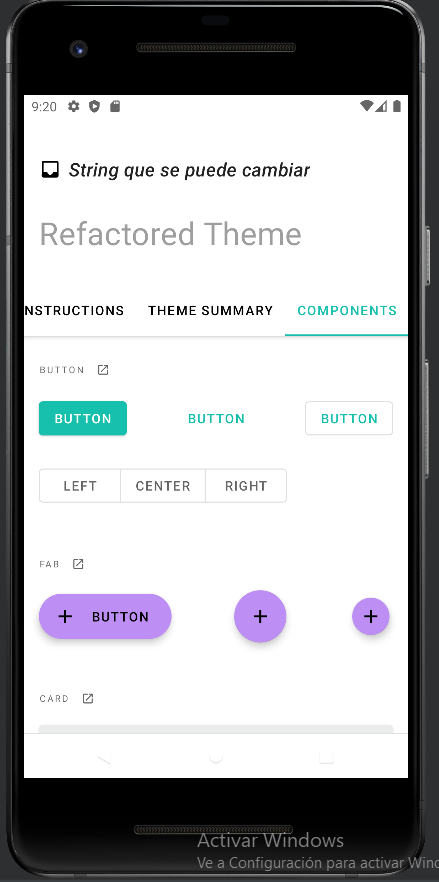 9:20
String que se puede cambiar
Refactored Theme
NSTRUCTIONS THEME SUMMARY COMPONENTS
BUTTON
BUTTON BUTTON BUTTON
LEFT CENTER RIGHT
FAB
BUTTON
CARD
Activar Windows
Ve a Configuración para activar Wind